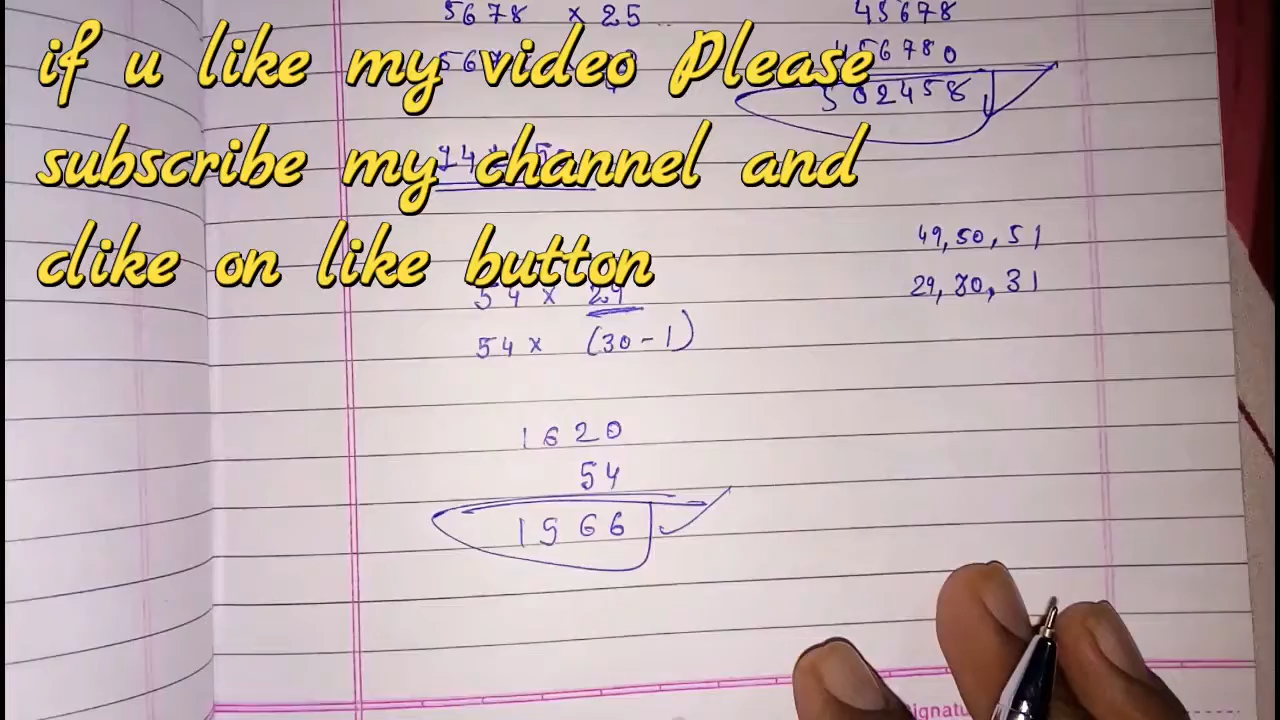 5678 × 25
45678
if u like my video Please
502458
subscribe my channel and
49, 50, 51
clike on like button
29, 30, 31
54 × 29
54 × (30 - 1)
1620
54
1566